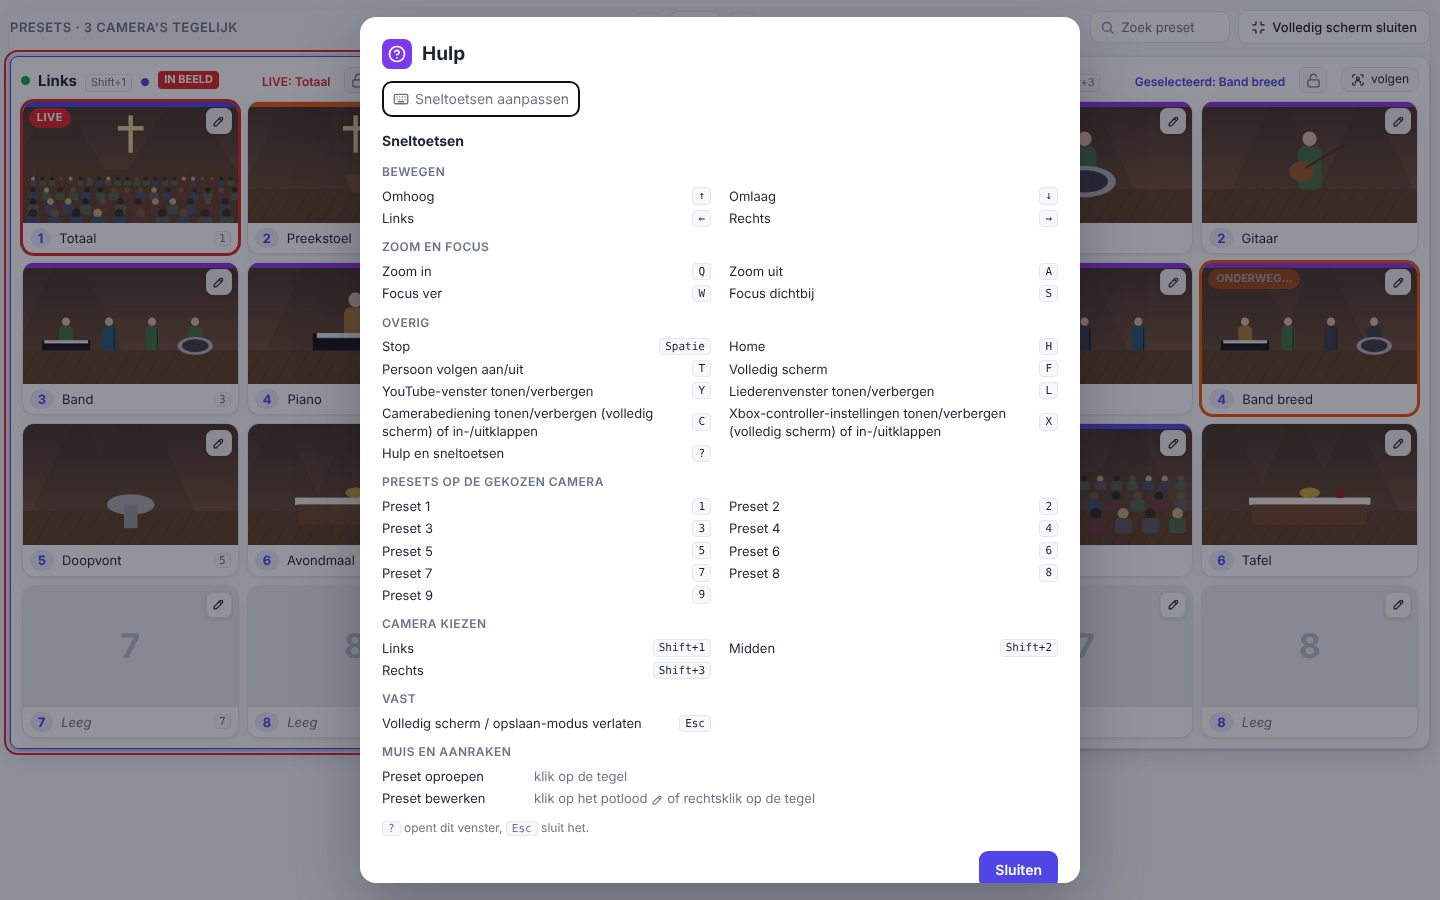 PRESETS · 3 CAMERA'S TEGELIJK
Zoek preset
Volledig scherm sluiten
Links
Shift+1
IN BEELD
LIVE: Totaal
+3
Geselecteerd: Band breed
volgen
LIVE
1 Totaal 1
2 Preekstoel
2 Gitaar
3 Band 3
4 Piano
ONDERWEG...
4 Band breed
5 Doopvont 5
6 Avondmaal
6 Tafel
7
8
7
8
7 Leeg 7
8 Leeg
8 Leeg
Hulp
Sneltoetsen aanpassen
Sneltoetsen
BEWEGEN
Omhoog ↑
Omlaag ↓
Links ←
Rechts →
ZOOM EN FOCUS
Zoom in Q
Zoom uit A
Focus ver W
Focus dichtbij S
OVERIG
Stop Spatie
Home H
Persoon volgen aan/uit T
Volledig scherm F
YouTube-venster tonen/verbergen Y
Liederenvenster tonen/verbergen L
Camerabediening tonen/verbergen (volledig
scherm) of in-/uitklappen C
Xbox-controller-instellingen tonen/verbergen
(volledig scherm) of in-/uitklappen X
Hulp en sneltoetsen ?
PRESETS OP DE GEKOZEN CAMERA
Preset 1 1
Preset 2 2
Preset 3 3
Preset 4 4
Preset 5 5
Preset 6 6
Preset 7 7
Preset 8 8
Preset 9 9
CAMERA KIEZEN
Links Shift+1
Midden Shift+2
Rechts Shift+3
VAST
Volledig scherm / opslaan-modus verlaten Esc
MUIS EN AANRAKEN
Preset oproepen klik op de tegel
Preset bewerken klik op het potlood of rechtsklik op de tegel
? opent dit venster, Esc sluit het.
Sluiten